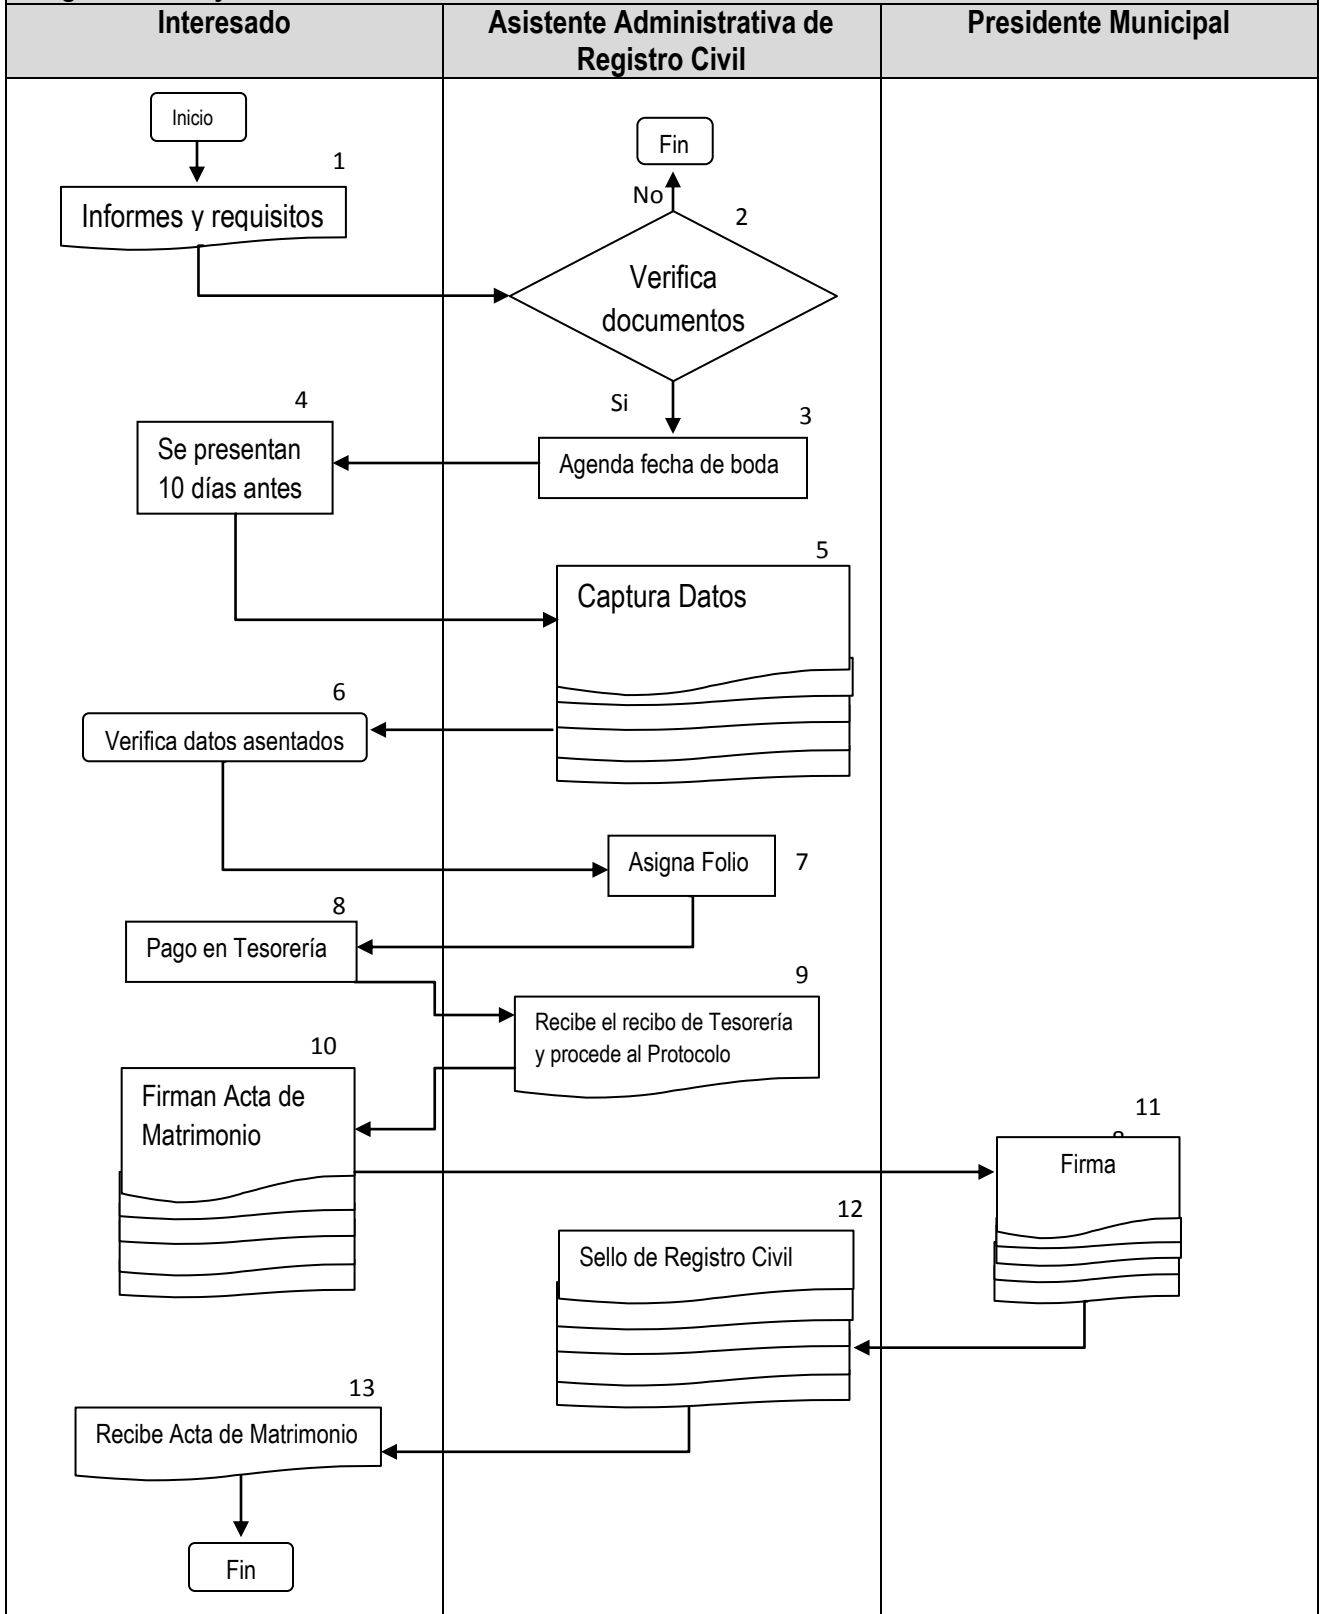 Interesado
Asistente Administrativa de
Registro Civil
Presidente Municipal
Inicio
1
Informes y requisitos
Fin
No
2
Verifica
documentos
Si
3
Agenda fecha de boda
4
Se presentan
10 días antes
5
Captura Datos
6
Verifica datos asentados
Asigna Folio
7
8
Pago en Tesorería
9
Recibe el recibo de Tesorería
y procede al Protocolo
10
Firman Acta de
Matrimonio
11
Firma
12
Sello de Registro Civil
13
Recibe Acta de Matrimonio
Fin